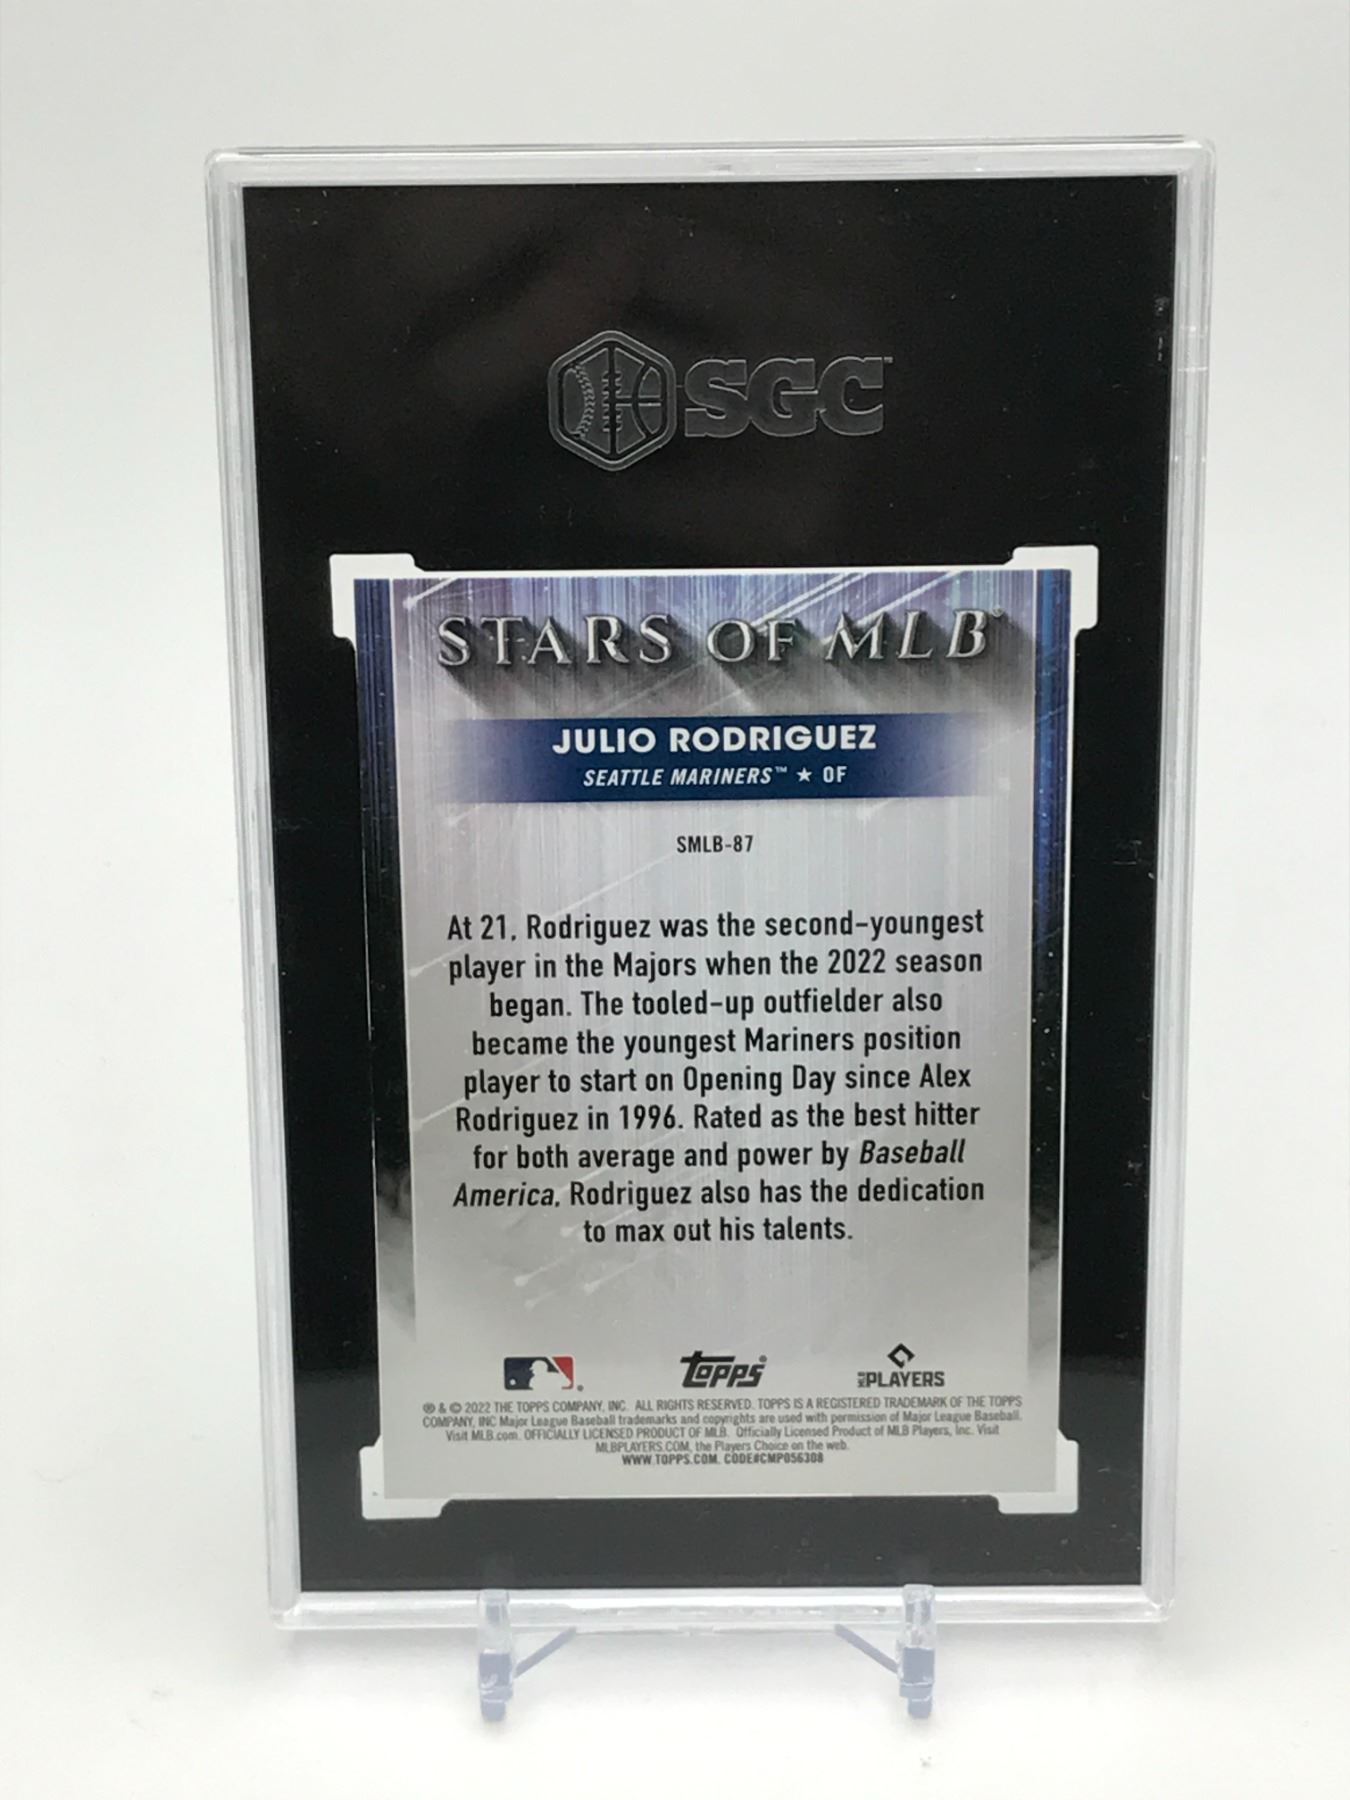 SGC™
STARS OF MLB®
JULIO RODRIGUEZ
SEATTLE MARINERS™ ★ OF
SMLB-87
At 21, Rodriguez was the second-youngest
player in the Majors when the 2022 season
began. The tooled-up outfielder also
became the youngest Mariners position
player to start on Opening Day since Alex
Rodriguez in 1996. Rated as the best hitter
for both average and power by Baseball
America, Rodriguez also has the dedication
to max out his talents.
Topps® MLB PLAYERS
® & © 2022 THE TOPPS COMPANY, INC. ALL RIGHTS RESERVED. TOPPS IS A REGISTERED TRADEMARK OF THE TOPPS
COMPANY, INC Major League Baseball trademarks and copyrights are used with permission of Major League Baseball.
Visit MLB.com. OFFICIALLY LICENSED PRODUCT OF MLB. Officially Licensed Product of MLB Players, Inc. Visit
MLBPLAYERS.COM, the Players Choice on the web.
WWW.TOPPS.COM. CODE#CMP056308